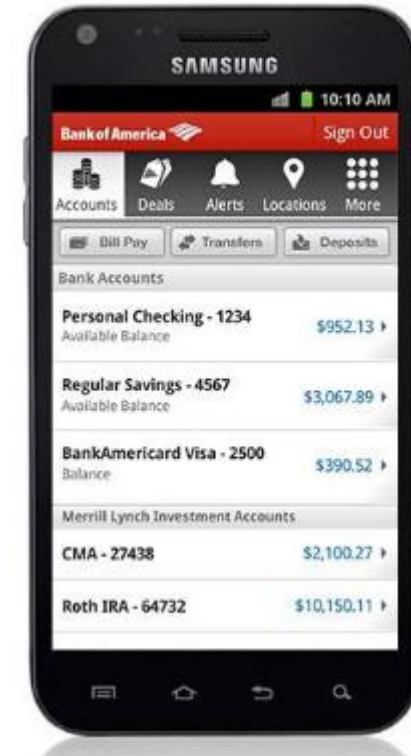 SAMSUNG
10:10 AM
Bank of America
Sign Out
Accounts Deals Alerts Locations More
Bill Pay Transfers Deposits
Bank Accounts
Personal Checking - 1234
Available Balance
$952.13
Regular Savings - 4567
Available Balance
$3,067.89
BankAmericard Visa - 2500
Balance
$390.52
Merrill Lynch Investment Accounts
CMA - 27438 $2,100.27
Roth IRA - 64732 $10,150.11